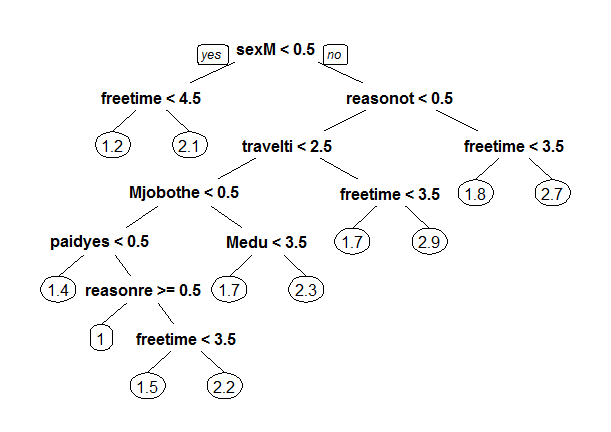 yes sexM < 0.5 no
freetime < 4.5 reasonot < 0.5
1.2 2.1 travelti < 2.5 freetime < 3.5
Mjobothe < 0.5 freetime < 3.5 1.8 2.7
paidyes < 0.5 Medu < 3.5 1.7 2.9
1.4 reasonre >= 0.5 1.7 2.3
1 freetime < 3.5
1.5 2.2